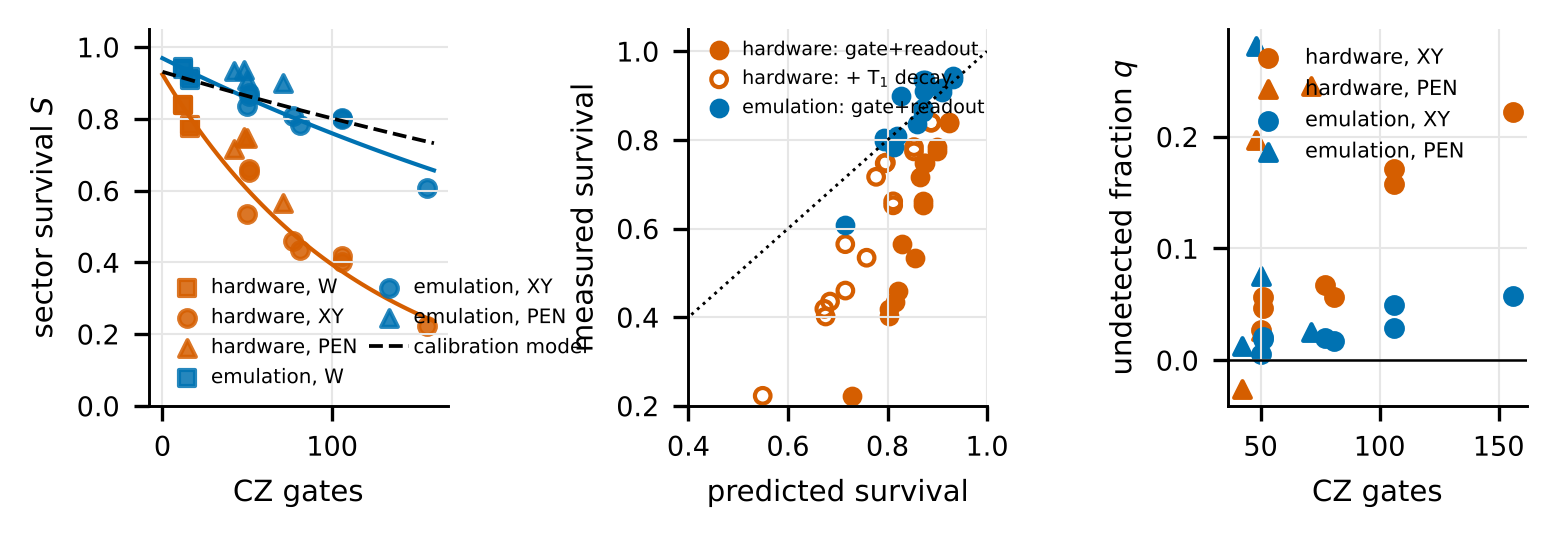 sector survival S
1.0
0.8
0.6
0.4
0.2
0.0
0
100
CZ gates
hardware, W
hardware, XY
hardware, PEN
emulation, W
emulation, XY
emulation, PEN
calibration model
measured survival
1.0
0.8
0.6
0.4
0.2
0.4
0.6
0.8
1.0
predicted survival
hardware: gate+readout
hardware: + T₁ decay
emulation: gate+readout
undetected fraction q
0.2
0.1
0.0
50
100
150
CZ gates
hardware, XY
hardware, PEN
emulation, XY
emulation, PEN